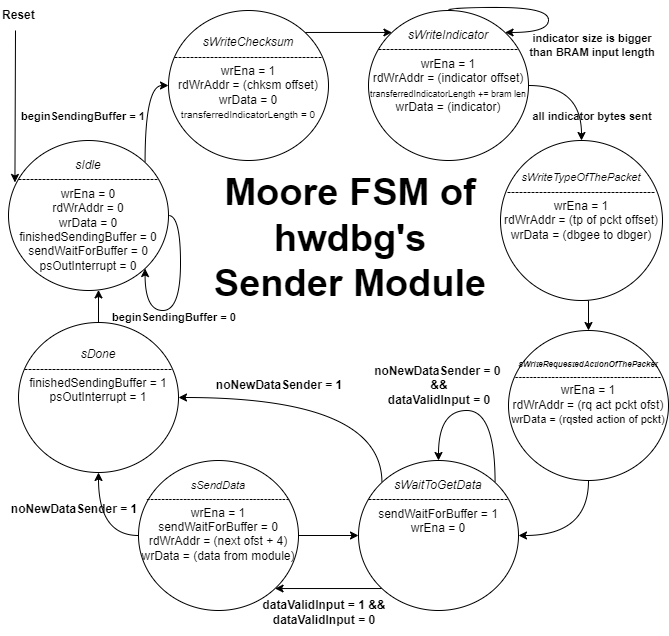 Reset
sWriteChecksum
wrEna = 1
rdWrAddr = (chksm offset)
wrData = 0
transferredIndicatorLength = 0
sWriteIndicator
wrEna = 1
rdWrAddr = (indicator offset)
transferredIndicatorLength += bram len
wrData = (indicator)
indicator size is bigger
than BRAM input length
beginSendingBuffer = 1
all indicator bytes sent
sIdle
wrEna = 0
rdWrAddr = 0
wrData = 0
finishedSendingBuffer = 0
sendWaitForBuffer = 0
psOutInterrupt = 0
Moore FSM of
hwdbg's
Sender Module
sWriteTypeOfThePacket
wrEna = 1
rdWrAddr = (tp of pckt offset)
wrData = (dbgee to dbger)
beginSendingBuffer = 0
sDone
finishedSendingBuffer = 1
psOutInterrupt = 1
noNewDataSender = 1
noNewDataSender = 0
&&
dataValidInput = 0
sWriteRequestedActionOfThePacket
wrEna = 1
rdWrAddr = (rq act pckt ofst)
wrData = (rqsted action of pckt)
noNewDataSender = 1
sSendData
wrEna = 1
sendWaitForBuffer = 0
rdWrAddr = (next ofst + 4)
wrData = (data from module)
sWaitToGetData
sendWaitForBuffer = 1
wrEna = 0
dataValidInput = 1 &&
dataValidInput = 0